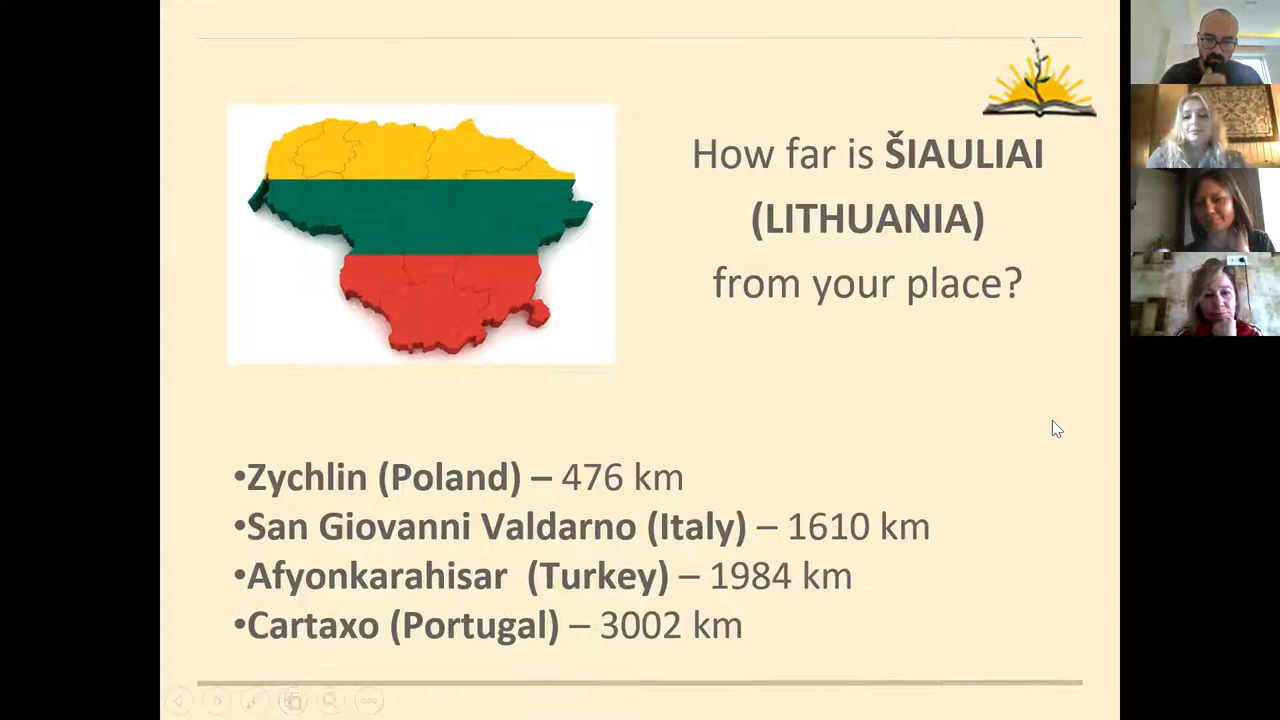 How far is ŠIAULIAI
(LITHUANIA)
from your place?
•Zychlin (Poland) – 476 km
•San Giovanni Valdarno (Italy) – 1610 km
•Afyonkarahisar (Turkey) – 1984 km
•Cartaxo (Portugal) – 3002 km